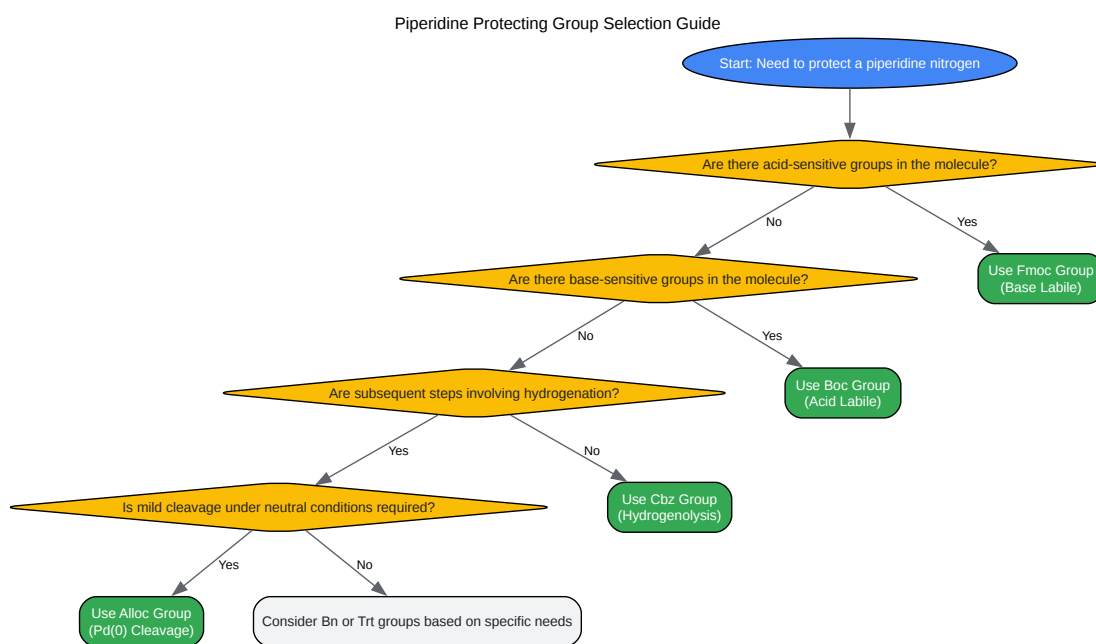 Piperidine Protecting Group Selection Guide
Start: Need to protect a piperidine nitrogen
Are there acid-sensitive groups in the molecule?
No
Yes
Are there base-sensitive groups in the molecule?
Use Fmoc Group
(Base Labile)
No
Yes
Are subsequent steps involving hydrogenation?
Use Boc Group
(Acid Labile)
Yes
No
Is mild cleavage under neutral conditions required?
Use Cbz Group
(Hydrogenolysis)
Yes
No
Use Alloc Group
(Pd(0) Cleavage)
Consider Bn or Trt groups based on specific needs